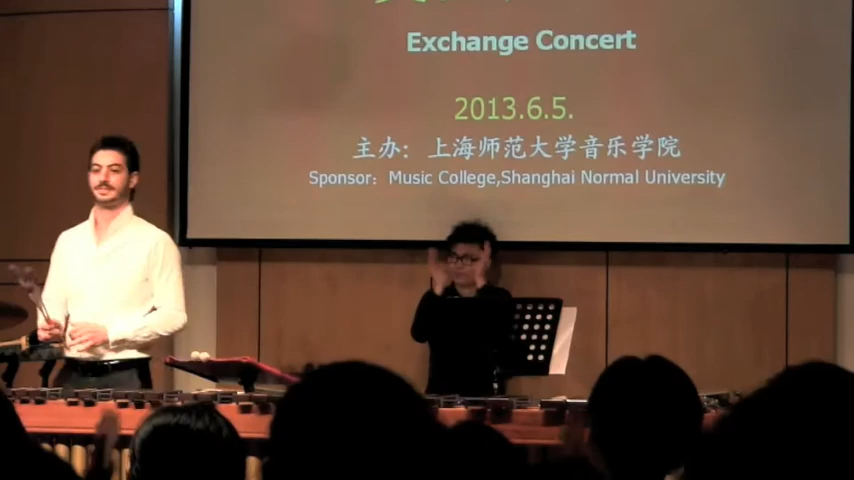 Exchange Concert
2013.6.5.
主办：上海师范大学音乐学院
Sponsor：Music College,Shanghai Normal University